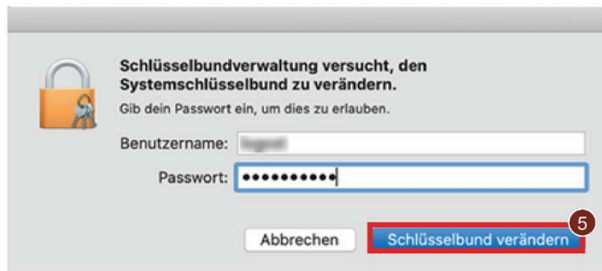 Schlüsselbundverwaltung versucht, den
Systemschlüsselbund zu verändern.
Gib dein Passwort ein, um dies zu erlauben.
Benutzername:
Passwort: ••••••••••
Abbrechen Schlüsselbund verändern 5